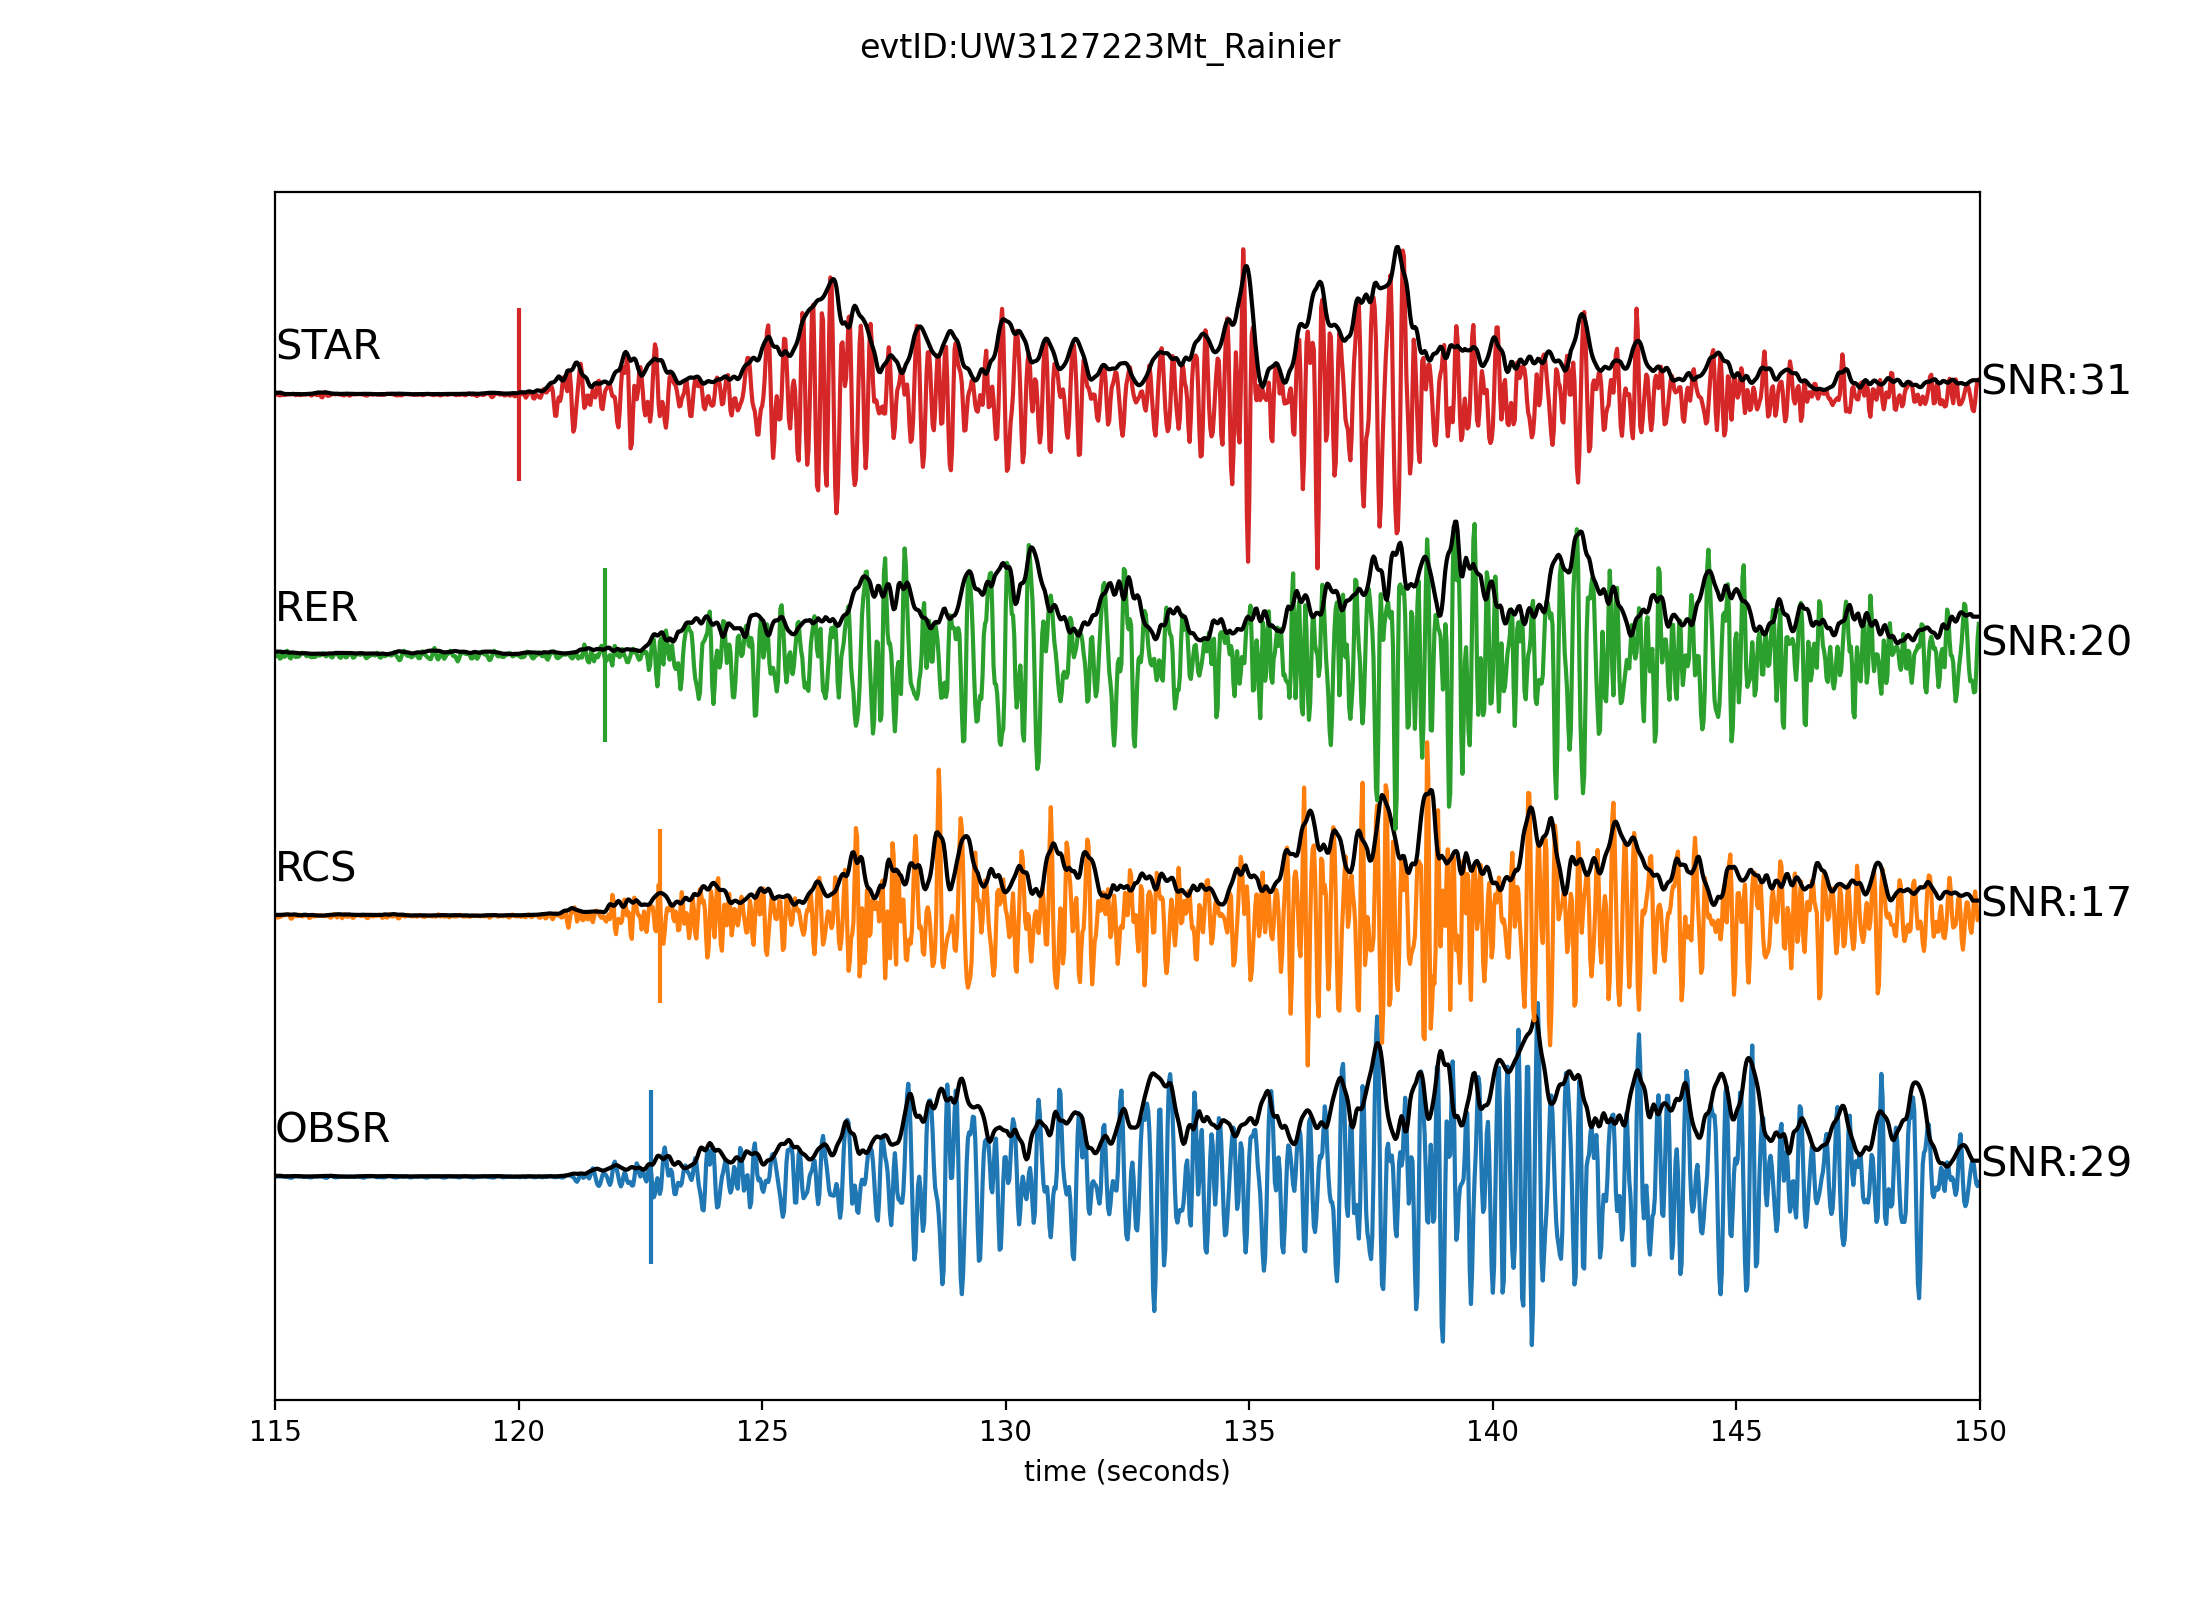 evtID:UW3127223Mt_Rainier
STAR
SNR:31
RER
SNR:20
RCS
SNR:17
OBSR
SNR:29
115 120 125 130 135 140 145 150
time (seconds)